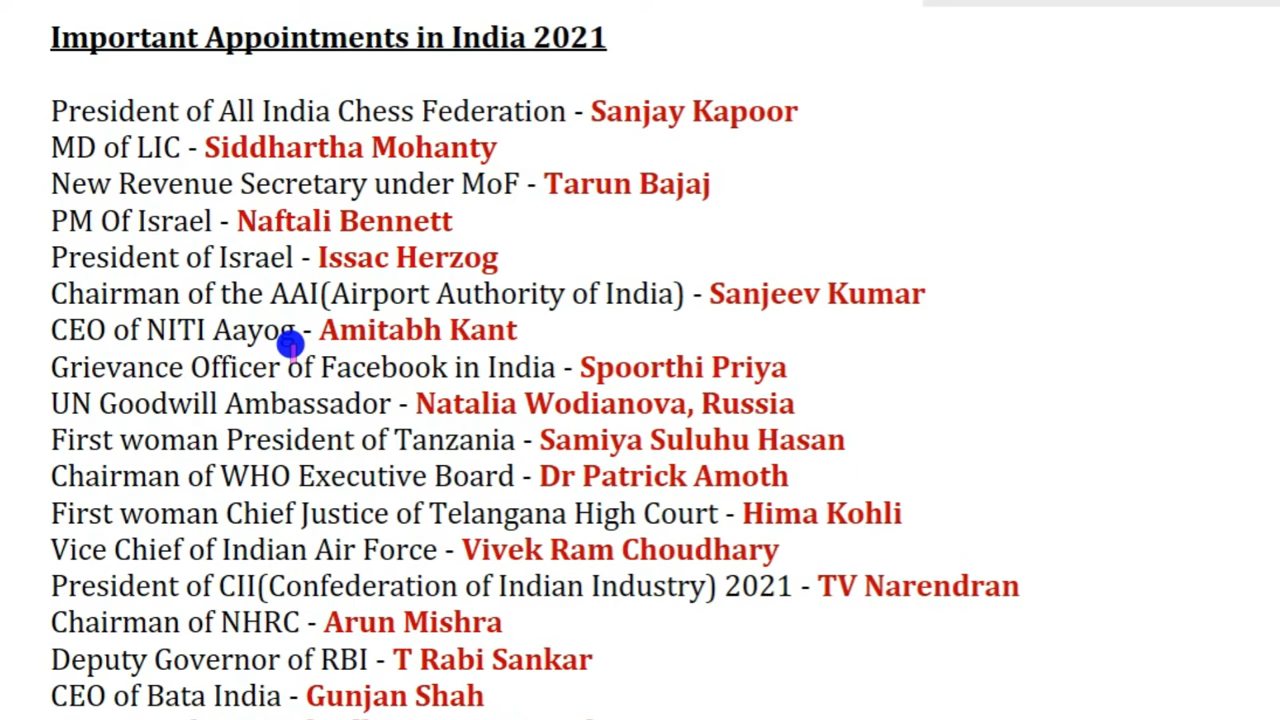 Important Appointments in India 2021
President of All India Chess Federation - Sanjay Kapoor
MD of LIC - Siddhartha Mohanty
New Revenue Secretary under MoF - Tarun Bajaj
PM Of Israel - Naftali Bennett
President of Israel - Issac Herzog
Chairman of the AAI(Airport Authority of India) - Sanjeev Kumar
CEO of NITI Aayog - Amitabh Kant
Grievance Officer of Facebook in India - Spoorthi Priya
UN Goodwill Ambassador - Natalia Wodianova, Russia
First woman President of Tanzania - Samiya Suluhu Hasan
Chairman of WHO Executive Board - Dr Patrick Amoth
First woman Chief Justice of Telangana High Court - Hima Kohli
Vice Chief of Indian Air Force - Vivek Ram Choudhary
President of CII(Confederation of Indian Industry) 2021 - TV Narendran
Chairman of NHRC - Arun Mishra
Deputy Governor of RBI - T Rabi Sankar
CEO of Bata India - Gunjan Shah